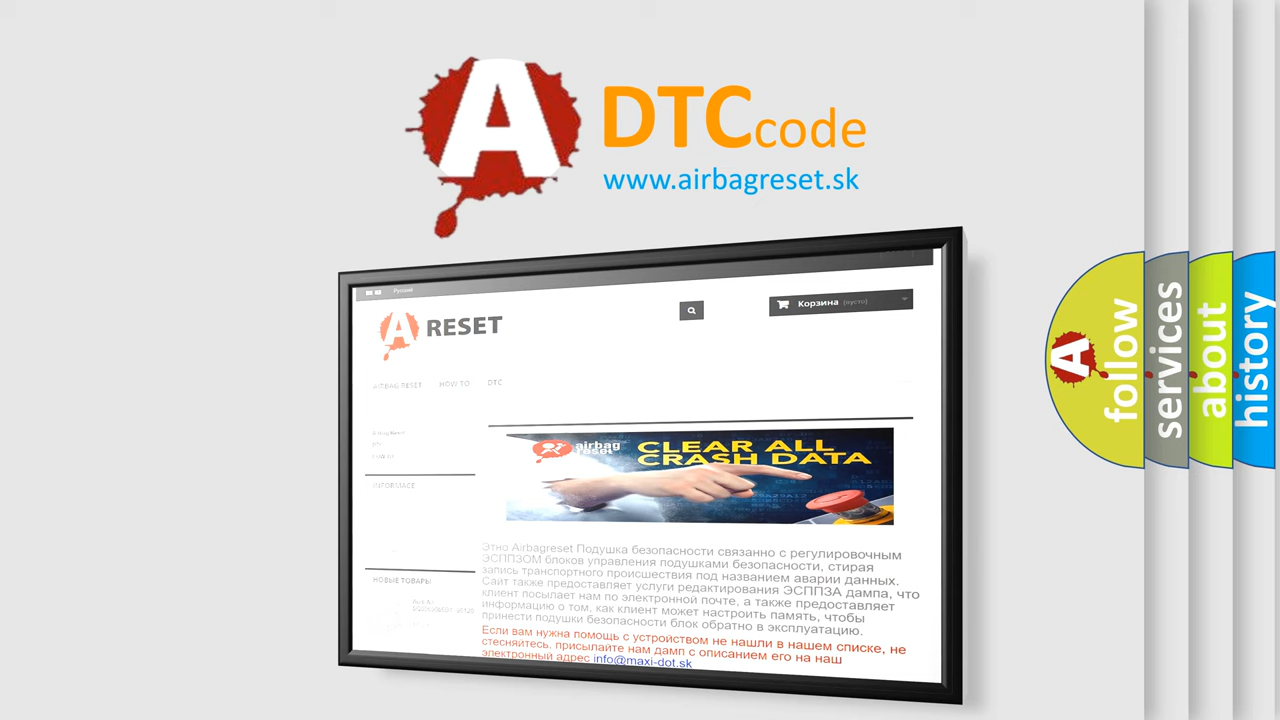 A
DTCcode
www.airbagreset.sk
Русский
A RESET
Корзина (пусто)
AIRBAG RESET HOW TO DTC
INFORMACE
airbag
reset
CLEAR ALL
CRASH DATA
Этно Airbagreset Подушка безопасности связанно с регулировочным
ЭСППЗОМ блоков управления подушками безопасности, стирая
запись транспортного происшествия под названием аварии данных.
Сайт также предоставляет услуги редактирования ЭСППЗА дампа, что
клиент посылает нам по электронной почте, а также предоставляет
информацию о том, как клиент может настроить память, чтобы
принести подушки безопасности блок обратно в эксплуатацию.
Если вам нужна помощь с устройством не нашли в нашем списке, не
стесняйтесь, присылайте нам дамп с описанием его на наш
электронный адрес info@maxi-dot.sk
НОВЫЕ ТОВАРЫ
A
follow
services
about
history